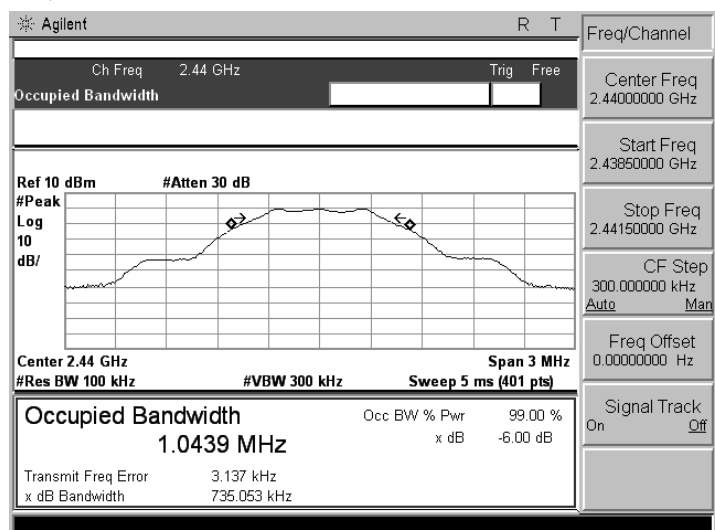 Agilent R T
Freq/Channel
Ch Freq 2.44 GHz Trig Free
Occupied Bandwidth
Center Freq
2.44000000 GHz
Start Freq
2.43850000 GHz
Stop Freq
2.44150000 GHz
CF Step
300.000000 kHz
Auto Man
Freq Offset
0.00000000 Hz
Signal Track
On Off
Ref 10 dBm #Atten 30 dB
#Peak
Log
10
dB/
Center 2.44 GHz Span 3 MHz
#Res BW 100 kHz #VBW 300 kHz Sweep 5 ms (401 pts)
Occupied Bandwidth Occ BW % Pwr 99.00 %
1.0439 MHz x dB -6.00 dB
Transmit Freq Error 3.137 kHz
x dB Bandwidth 735.053 kHz